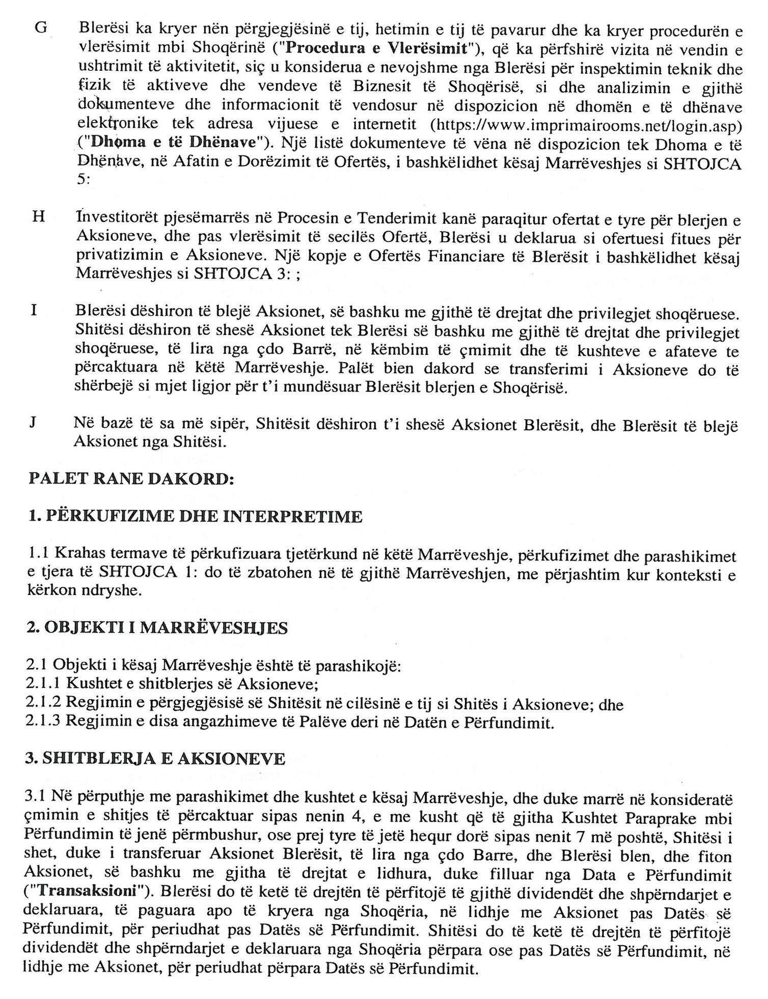 G Blerësi ka kryer nën përgjegjësinë e tij, hetimin e tij të pavarur dhe ka kryer procedurën e
vlerësimit mbi Shoqërinë ("Procedura e Vlerësimit"), që ka përfshirë vizita në vendin e
ushtrimit të aktivitetit, siç u konsiderua e nevojshme nga Blerësi për inspektimin teknik dhe
fizik të aktiveve dhe vendeve të Biznesit të Shoqërisë, si dhe analizimin e gjithë
dokumenteve dhe informacionit të vendosur në dispozicion në dhomën e të dhënave
elektronike tek adresa vijuese e internetit (https://www.imprimairooms.net/login.asp)
("Dhoma e të Dhënave"). Një listë dokumenteve të vëna në dispozicion tek Dhoma e të
Dhënave, në Afatin e Dorëzimit të Ofertës, i bashkëlidhet kësaj Marrëveshjes si SHTOJCA
5:
H Investitorët pjesëmarrës në Procesin e Tenderimit kanë paraqitur ofertat e tyre për blerjen e
Aksioneve, dhe pas vlerësimit të secilës Ofertë, Blerësi u deklarua si ofertuesi fitues për
privatizimin e Aksioneve. Një kopje e Ofertës Financiare të Blerësit i bashkëlidhet kësaj
Marrëveshjes si SHTOJCA 3: ;
I Blerësi dëshiron të blejë Aksionet, së bashku me gjithë të drejtat dhe privilegjet shoqëruese.
Shitësi dëshiron të shesë Aksionet tek Blerësi së bashku me gjithë të drejtat dhe privilegjet
shoqëruese, të lira nga çdo Barrë, në këmbim të çmimit dhe të kushteve e afateve te
përcaktuara në këtë Marrëveshje. Palët bien dakord se transferimi i Aksioneve do të
shërbejë si mjet ligjor për t'i mundësuar Blerësit blerjen e Shoqërisë.
J Në bazë të sa më sipër, Shitësit dëshiron t'i shesë Aksionet Blerësit, dhe Blerësit të blejë
Aksionet nga Shitësi.
PALET RANE DAKORD:
1. PËRKUFIZIME DHE INTERPRETIME
1.1 Krahas termave të përkufizuara tjetërkund në këtë Marrëveshje, përkufizimet dhe parashikimet
e tjera të SHTOJCA 1: do të zbatohen në të gjithë Marrëveshjen, me përjashtim kur konteksti e
kërkon ndryshe.
2. OBJEKTI I MARRËVESHJES
2.1 Objekti i kësaj Marrëveshje është të parashikojë:
2.1.1 Kushtet e shitblerjes së Aksioneve;
2.1.2 Regjimin e përgjegjësisë së Shitësit në cilësinë e tij si Shitës i Aksioneve; dhe
2.1.3 Regjimin e disa angazhimeve të Palëve deri në Datën e Përfundimit.
3. SHITBLERJA E AKSIONEVE
3.1 Në përputhje me parashikimet dhe kushtet e kësaj Marrëveshje, dhe duke marrë në konsideratë
çmimin e shitjes të përcaktuar sipas nenin 4, e me kusht që të gjitha Kushtet Paraprake mbi
Përfundimin të jenë përmbushur, ose prej tyre të jetë hequr dorë sipas nenit 7 më poshtë, Shitësi i
shet, duke i transferuar Aksionet Blerësit, të lira nga çdo Barre, dhe Blerësi blen, dhe fiton
Aksionet, së bashku me gjitha të drejtat e lidhura, duke filluar nga Data e Përfundimit
("Transaksioni"). Blerësi do të ketë të drejtën të përfitojë të gjithë dividendët dhe shpërndarjet e
deklaruara, të paguara apo të kryera nga Shoqëria, në lidhje me Aksionet pas Datës së
Përfundimit, për periudhat pas Datës së Përfundimit. Shitësi do të ketë të drejtën të përfitojë
dividendët dhe shpërndarjet e deklaruara nga Shoqëria përpara ose pas Datës së Përfundimit, në
lidhje me Aksionet, për periudhat përpara Datës së Përfundimit.